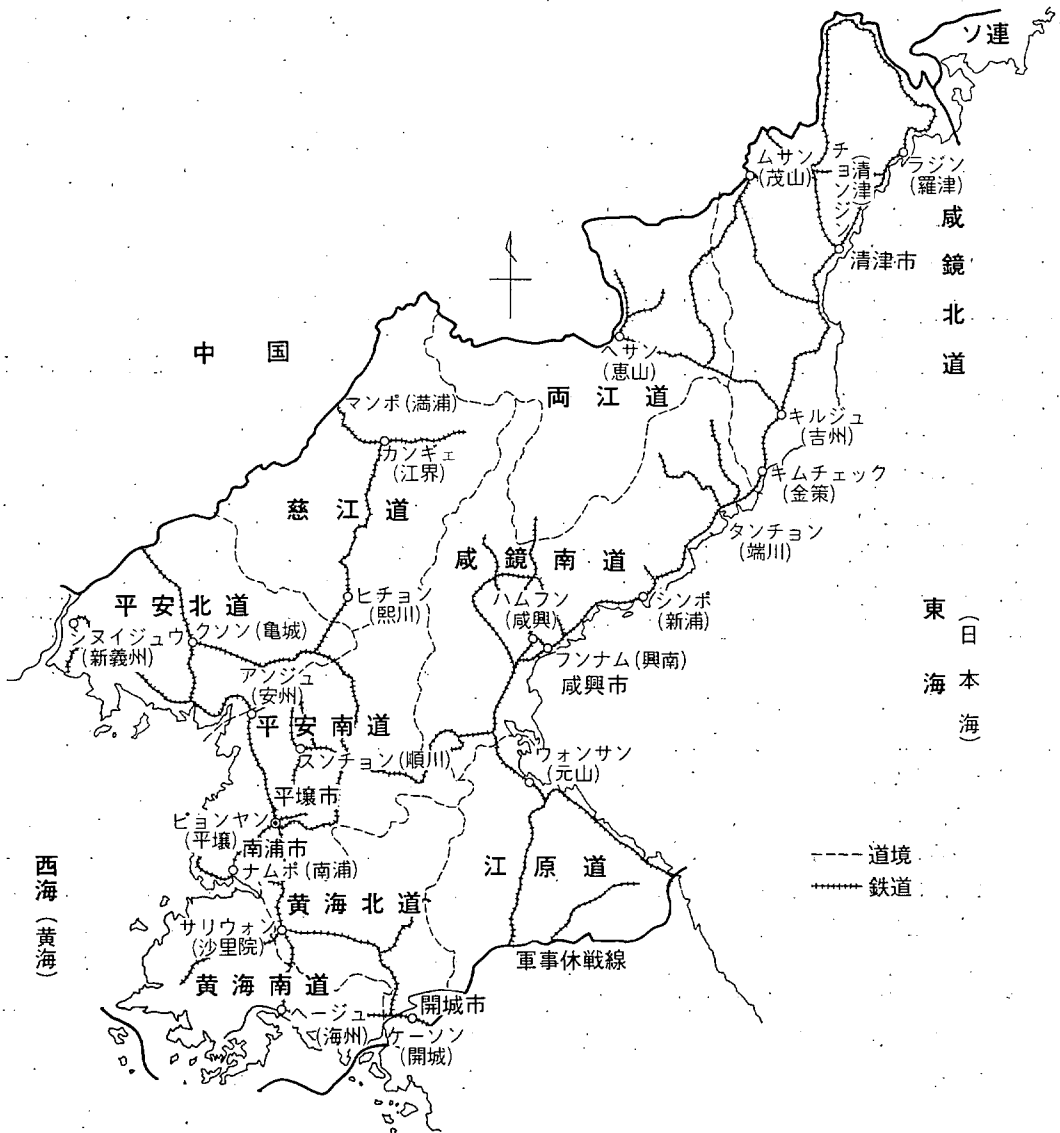 ソ連
ムサン
(茂山)
チョンジン
(清津)
ラジン
(羅津)
咸鏡北道
清津市
中国
ヘサン
(恵山)
両江道
マンポ(満浦)
カンギェ
(江界)
キルジュ
(吉州)
キムチェック
(金策)
慈江道
タンチョン
(端川)
咸鏡南道
平安北道
ヒチョン
(熙川)
ハムフン
(咸興)
シンポ
(新浦)
シヌイジュウ
(新義州)
クソン(亀城)
フンナム(興南)
咸興市
東海
(日本海)
アンジュ
(安州)
平安南道
スンチョン(順川)
ウォンサン
(元山)
平壌市
ピョンヤン
(平壌)
南浦市
ナムポ(南浦)
江原道
道境
鉄道
西海(黄海)
黄海北道
サリウォン
(沙里院)
軍事休戦線
黄海南道
開城市
ヘージュ
(海州)
ケーソン
(開城)